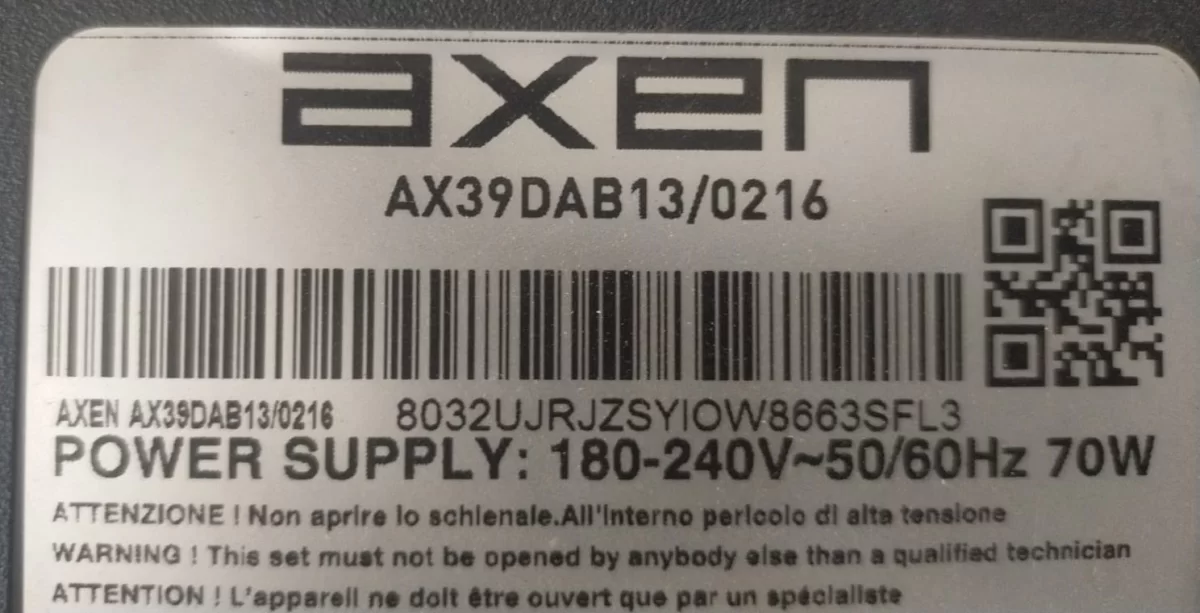 axen
AX39DAB13/0216
AXEN AX39DAB13/0216 8032UJRJZSYIOW8663SFL3
POWER SUPPLY: 180-240V~50/60Hz 70W
ATTENZIONE ! Non aprire lo schienale.All'interno pericolo di alta tensione
WARNING ! This set must not be opened by anybody else than a qualified technician
ATTENTION ! L'appareil ne doit être ouvert que par un spécialiste